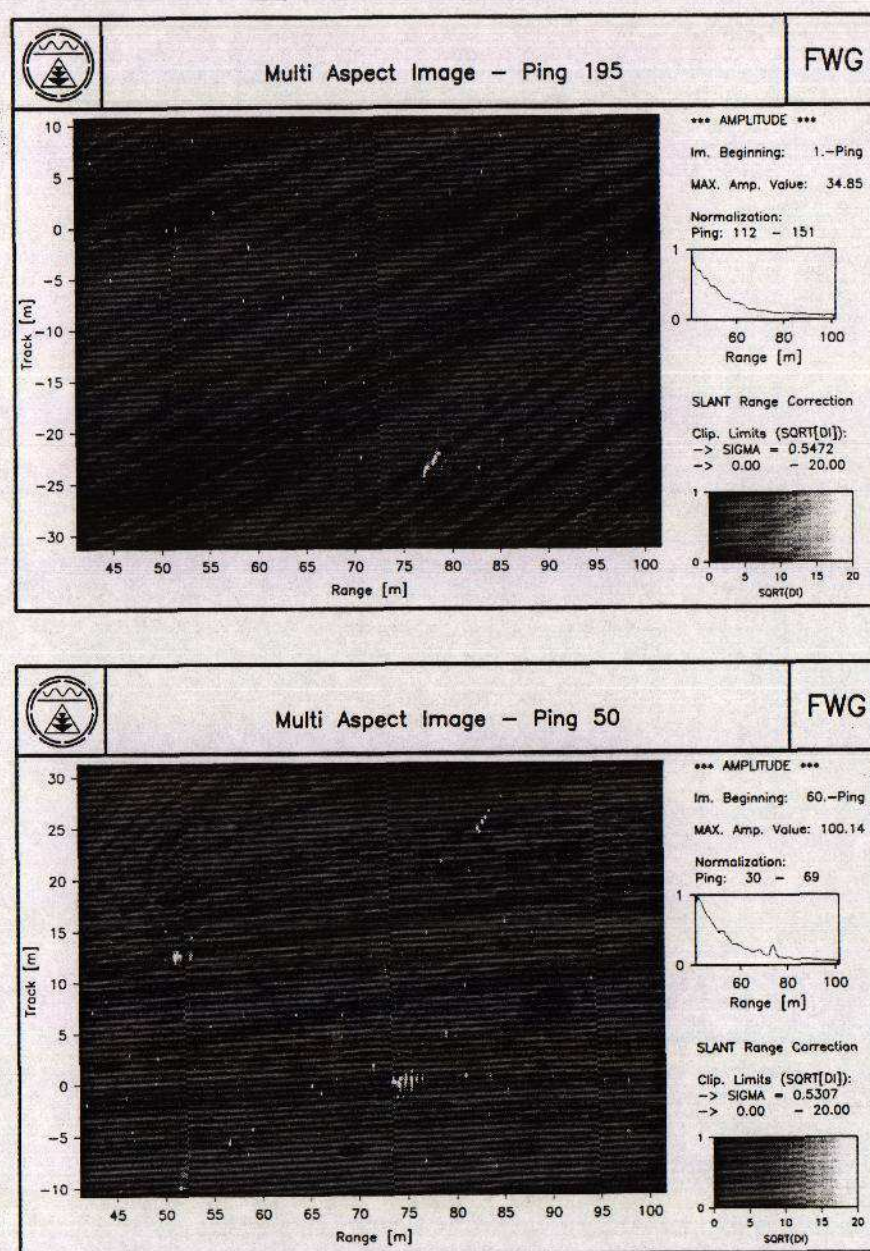 Multi Aspect Image – Ping 195
FWG
*** AMPLITUDE ***
Im. Beginning: 1.–Ping
MAX. Amp. Value: 34.85
Normalization:
Ping: 112 – 151
1
0
60 80 100
Range [m]
SLANT Range Correction
Clip. Limits (SQRT[DI]):
–> SIGMA = 0.5472
–> 0.00 – 20.00
1
0
0 5 10 15 20
SQRT(DI)
10
5
0
–5
–10
–15
–20
–25
–30
Track [m]
45 50 55 60 65 70 75 80 85 90 95 100
Range [m]
Multi Aspect Image – Ping 50
FWG
*** AMPLITUDE ***
Im. Beginning: 60.–Ping
MAX. Amp. Value: 100.14
Normalization:
Ping: 30 – 69
1
0
60 80 100
Range [m]
SLANT Range Correction
Clip. Limits (SQRT[DI]):
–> SIGMA = 0.5307
–> 0.00 – 20.00
1
0
0 5 10 15 20
SQRT(DI)
30
25
20
15
10
5
0
–5
–10
Track [m]
45 50 55 60 65 70 75 80 85 90 95 100
Range [m]